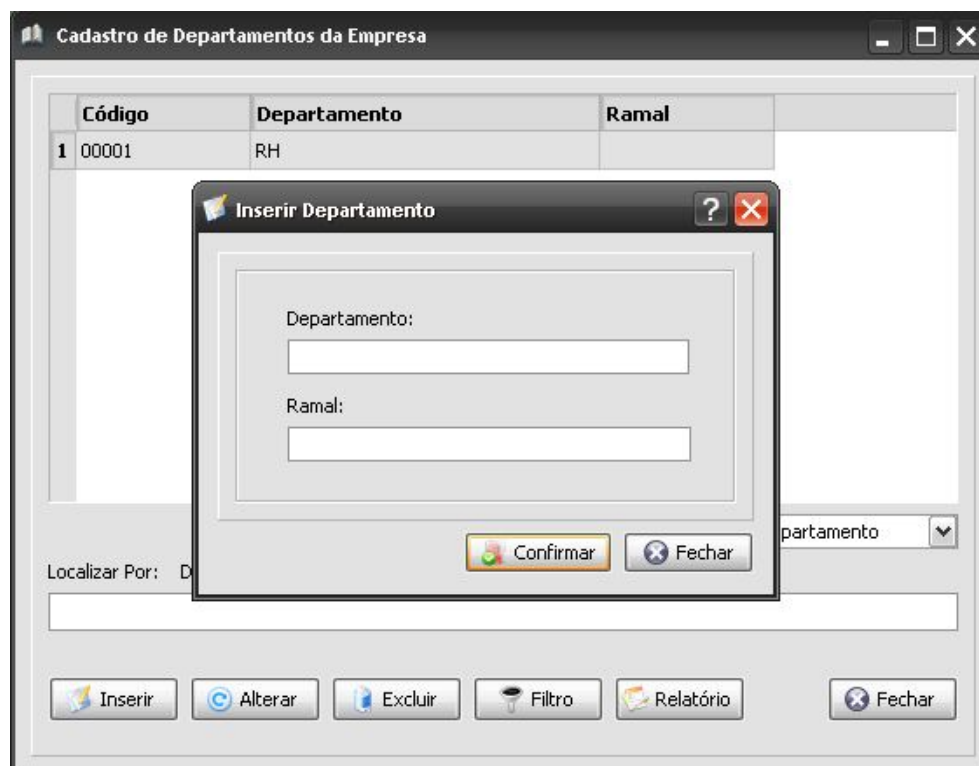 Cadastro de Departamentos da Empresa
Código Departamento Ramal
1 00001 RH
Inserir Departamento
Departamento:
Ramal:
Confirmar Fechar
partamento
Localizar Por: D
Inserir Alterar Excluir Filtro Relatório Fechar